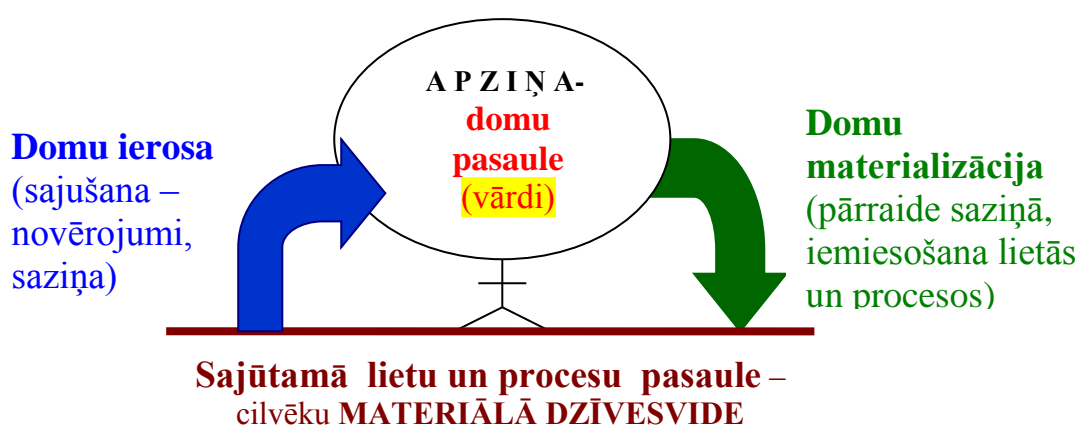 A P Z I Ņ A-
domu
pasaule
(vārdi)
Domu ierosa
(sajušana –
novērojumi,
saziņa)
Domu
materializācija
(pārraide saziņā,
iemiesošana lietās
un procesos)
Sajūtamā lietu un procesu pasaule –
cilvēku MATERIĀLĀ DZĪVESVIDE